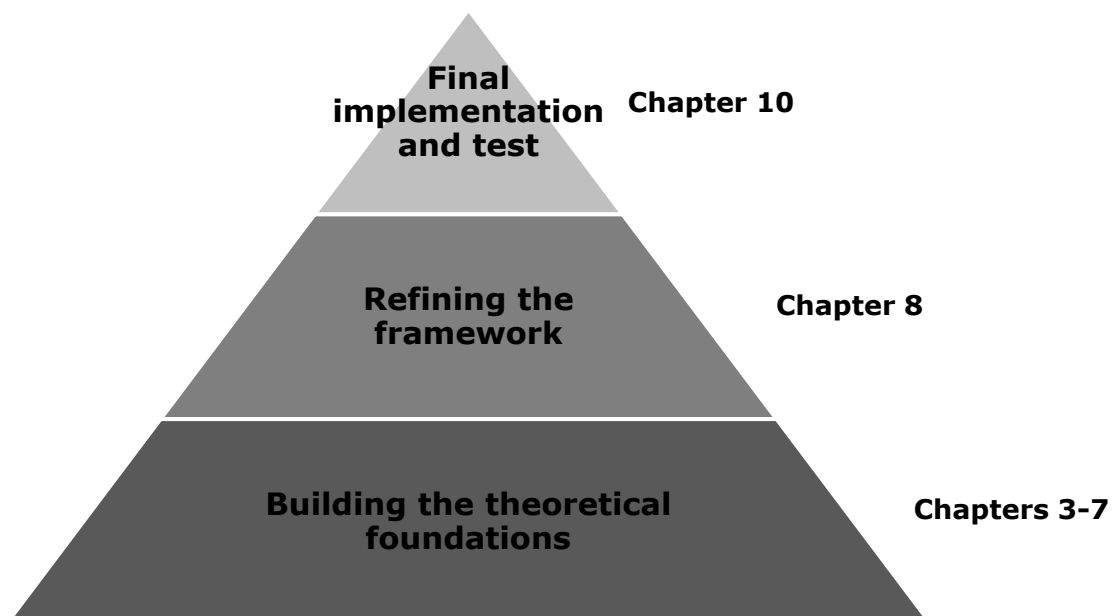 Final
implementation
and test
Chapter 10
Refining the
framework
Chapter 8
Building the theoretical
foundations
Chapters 3-7